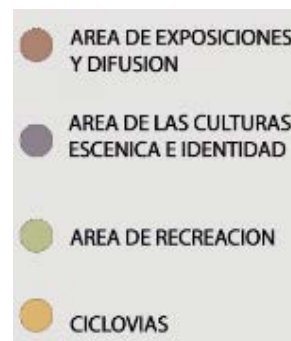 AREA DE EXPOSICIONES
Y DIFUSION
AREA DE LAS CULTURAS
ESCENICA E IDENTIDAD
AREA DE RECREACION
CICLOVIAS